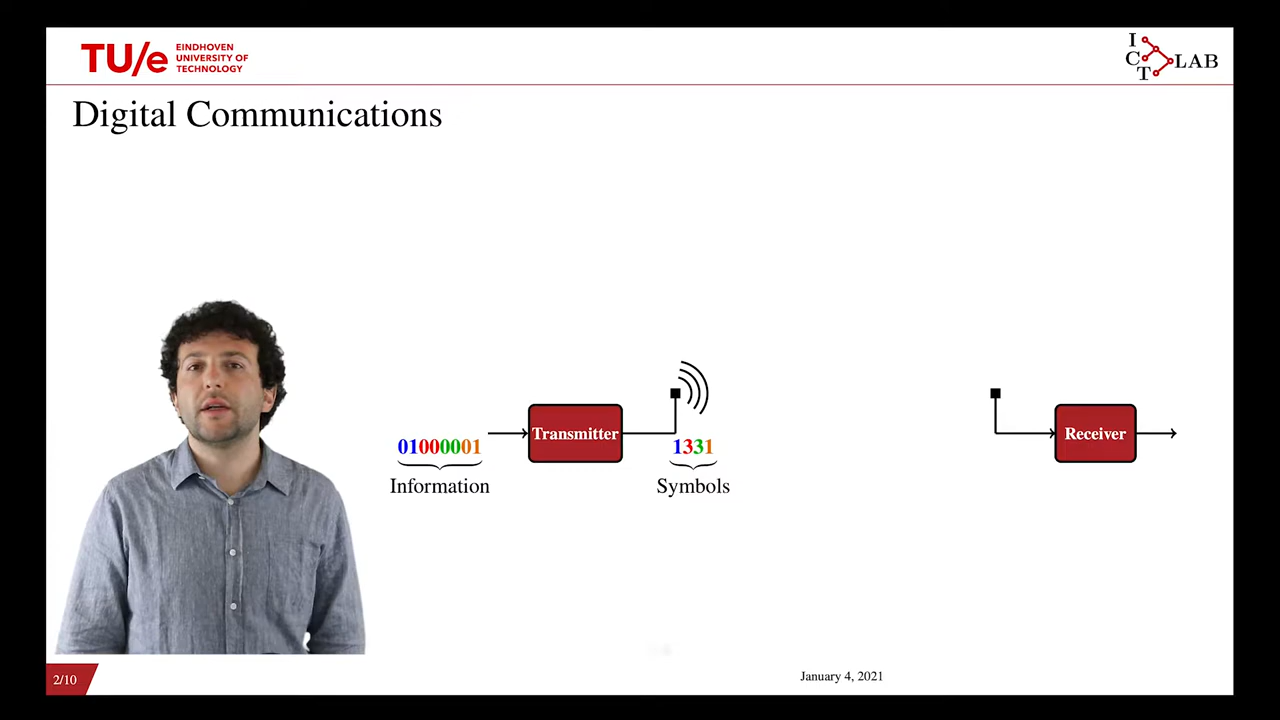 TU/e
EINDHOVEN
UNIVERSITY OF
TECHNOLOGY
I
C
T
LAB
Digital Communications
01000001
Transmitter
1331
Receiver
Information
Symbols
2/10
January 4, 2021